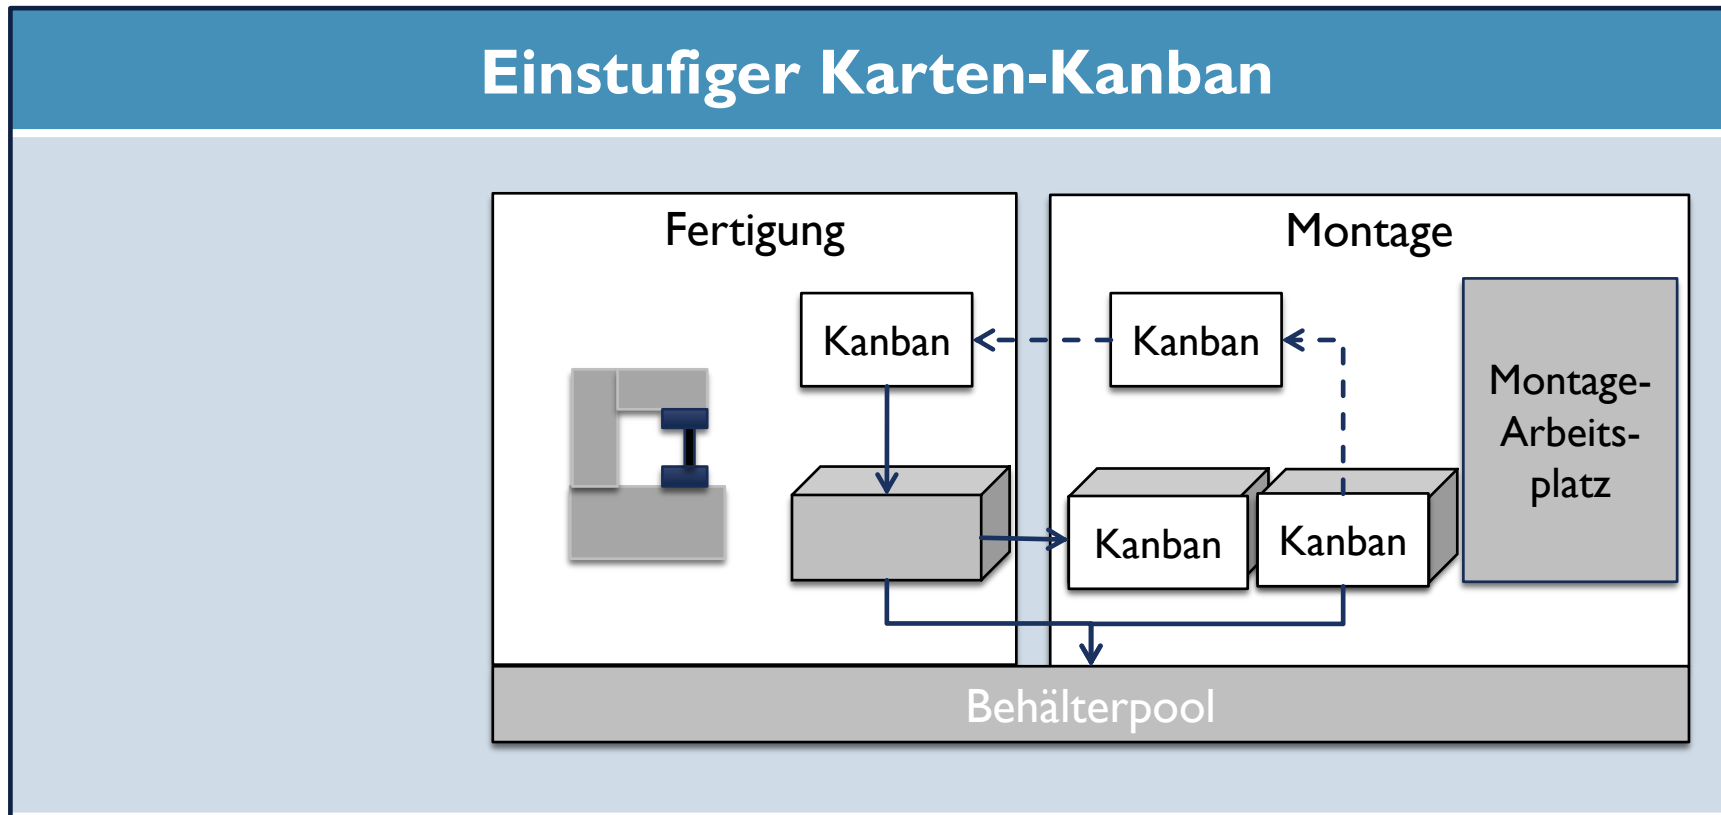 Einstufiger Karten-Kanban
Fertigung
Montage
Kanban
Kanban
Montage-
Arbeits-
platz
Kanban
Kanban
Behälterpool